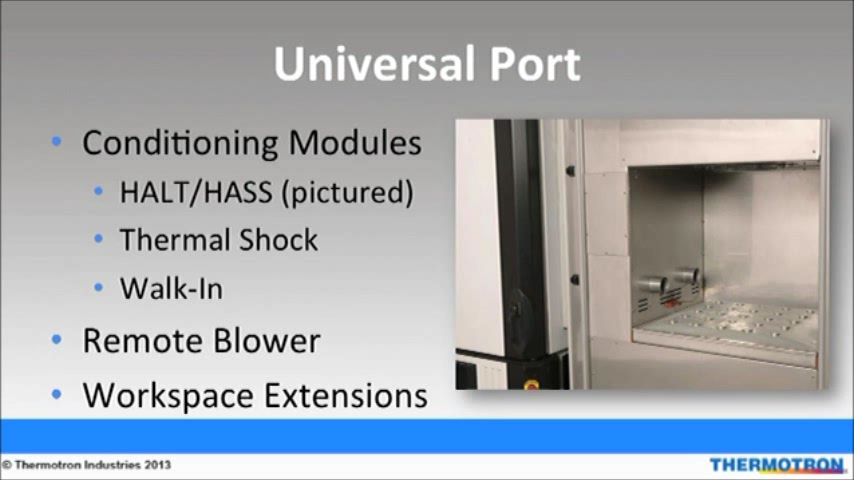 Universal Port
• Conditioning Modules
• HALT/HASS (pictured)
• Thermal Shock
• Walk-In
• Remote Blower
• Workspace Extensions
© Thermotron Industries 2013
THERMOTRON